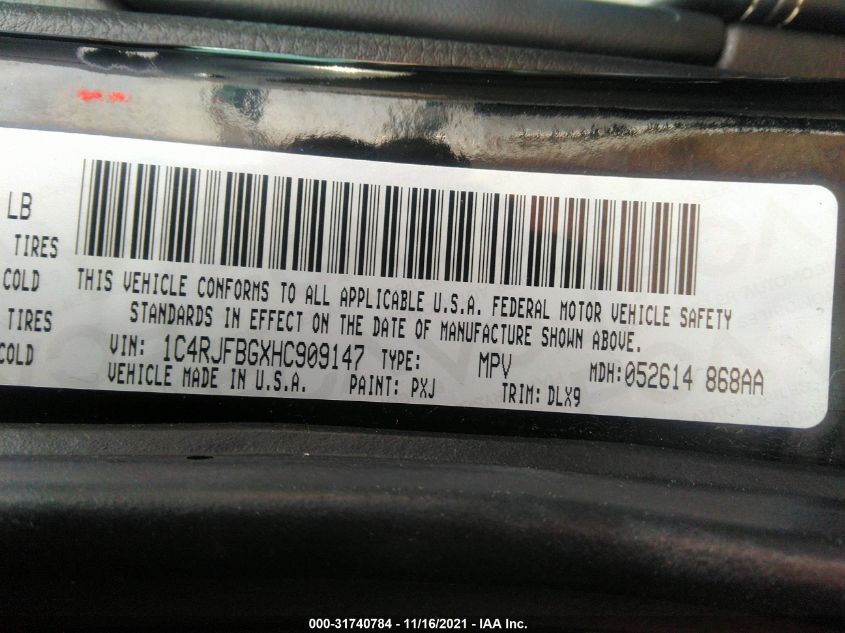 LB
TIRES
COLD
TIRES
COLD
THIS VEHICLE CONFORMS TO ALL APPLICABLE U.S.A. FEDERAL MOTOR VEHICLE SAFETY
STANDARDS IN EFFECT ON THE DATE OF MANUFACTURE SHOWN ABOVE.
VIN: 1C4RJFBGXHC909147 TYPE: MPV MDH:052614 868AA
VEHICLE MADE IN U.S.A. PAINT: PXJ TRIM: DLX9
000-31740784 - 11/16/2021 - IAA Inc.